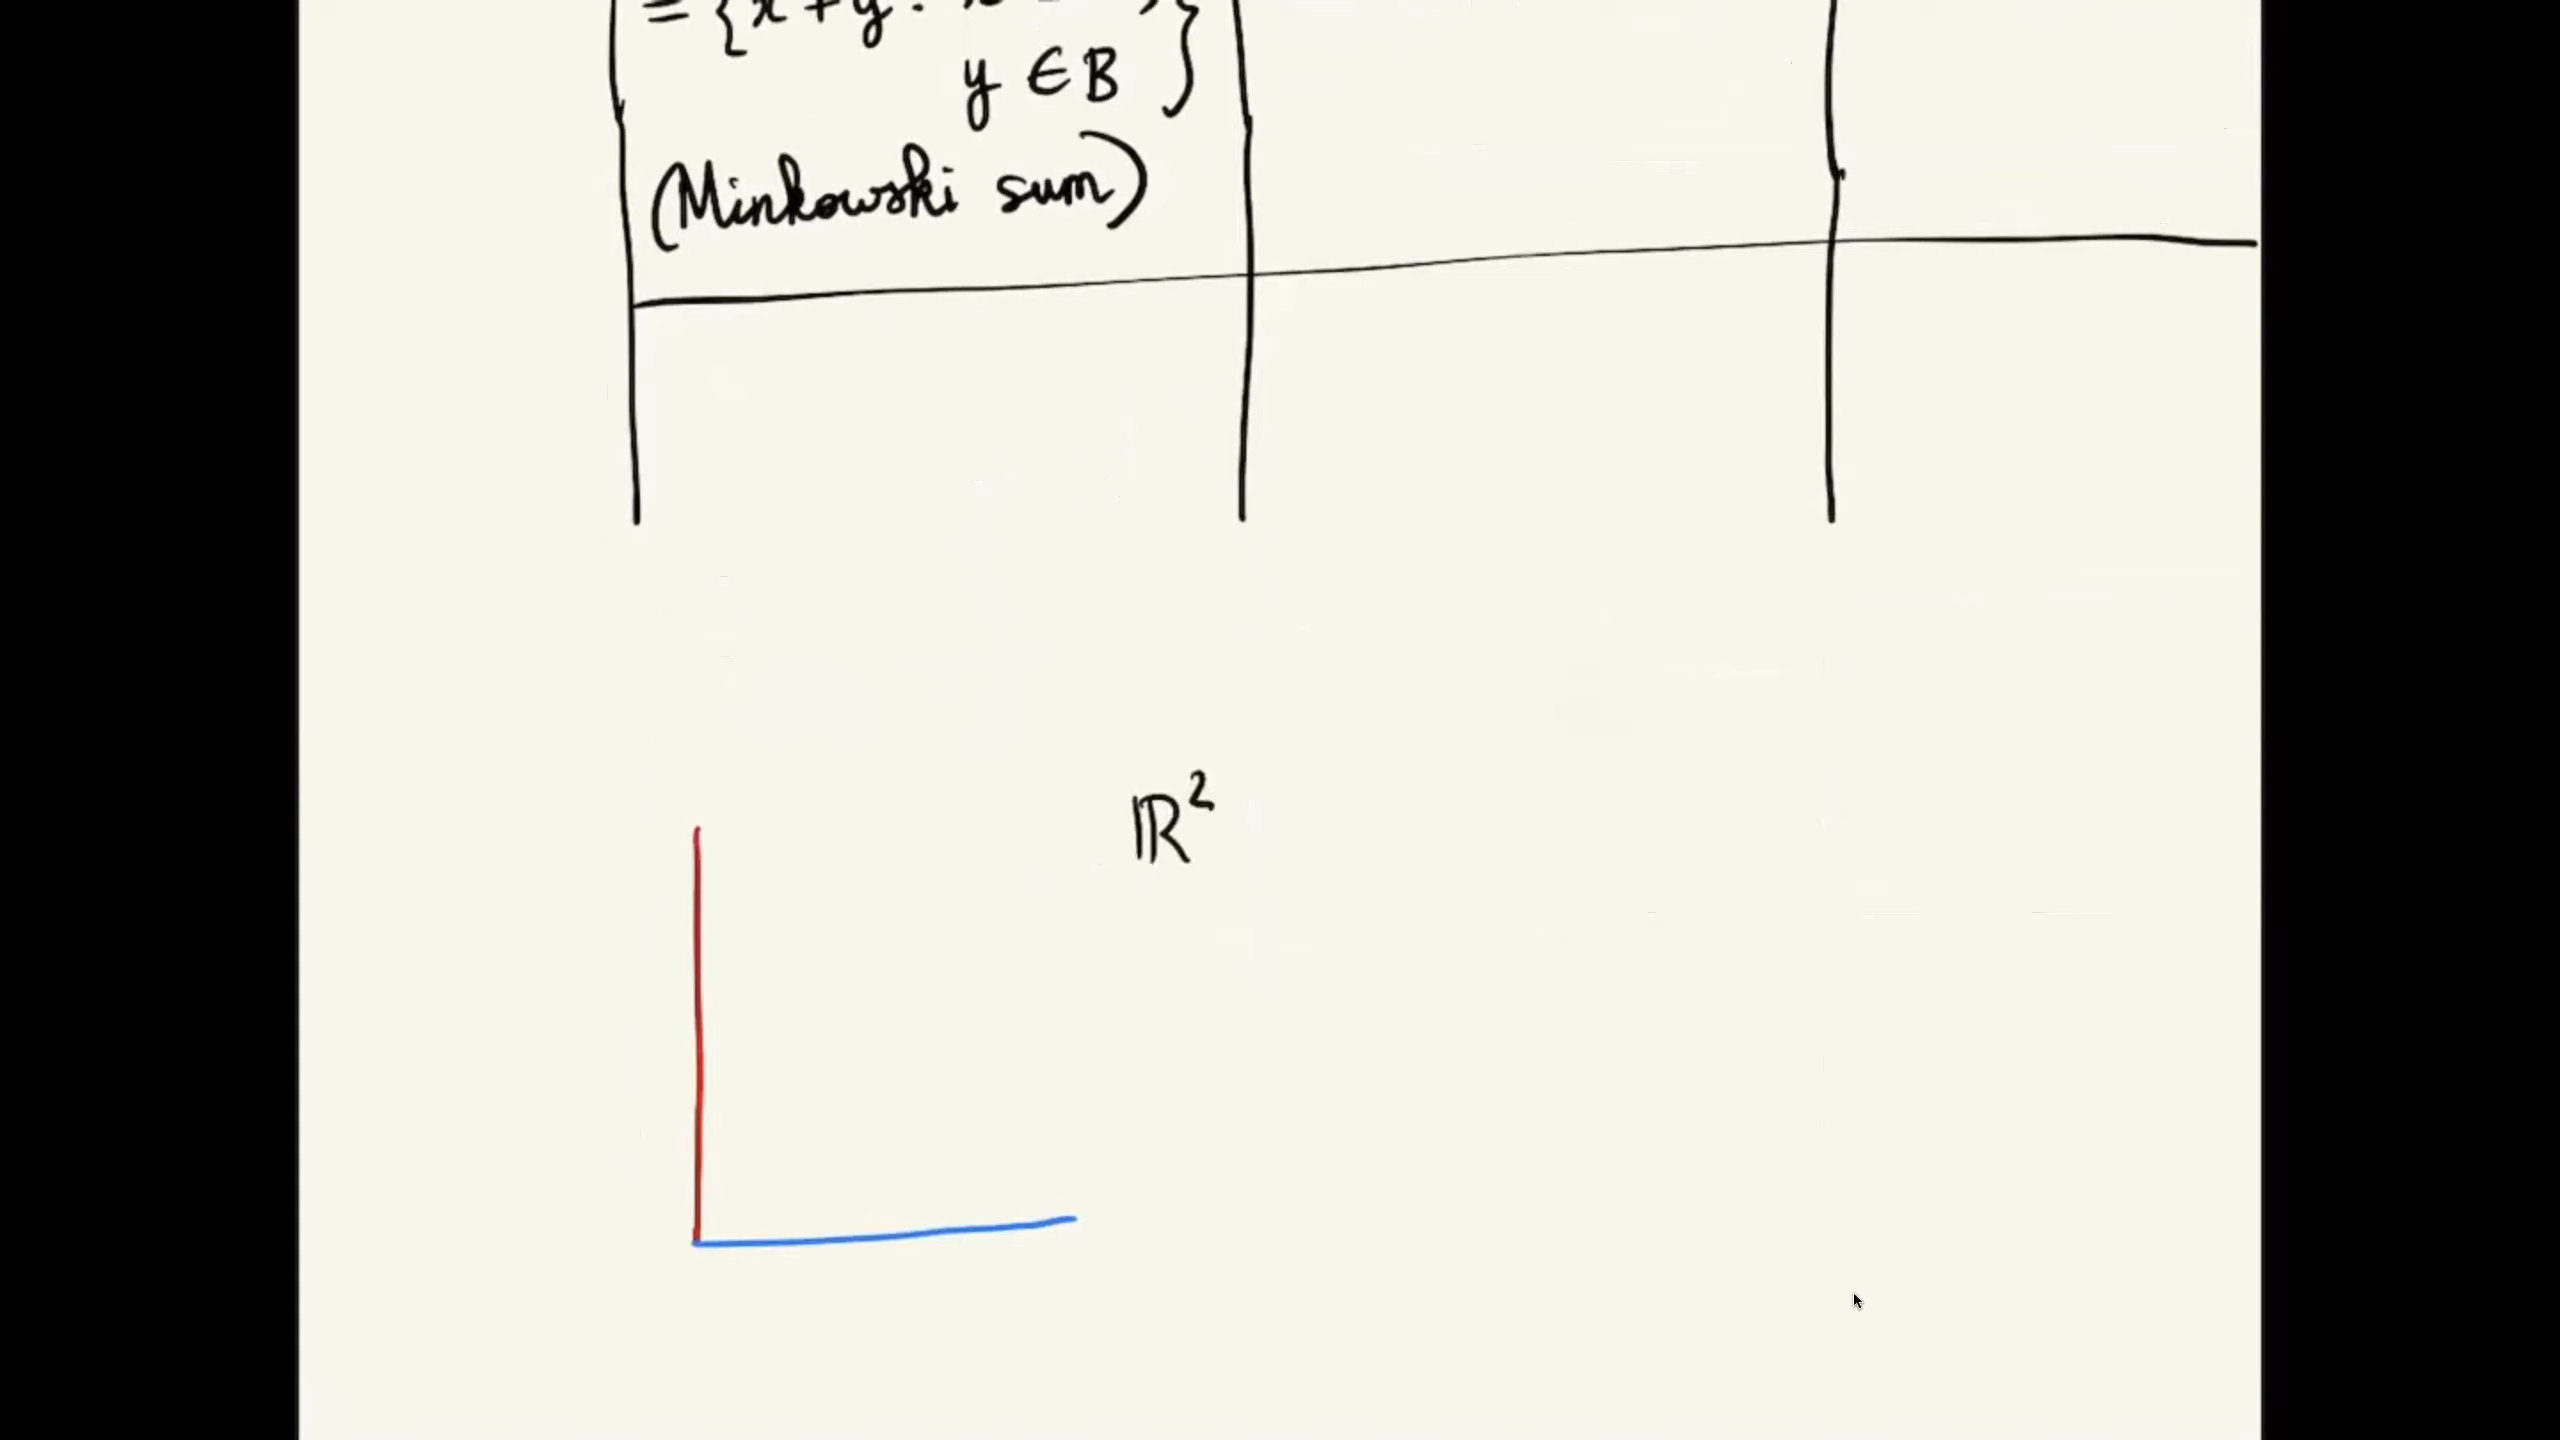 = {x + y :
y ∈ B }
(Minkowski sum)
ℝ²